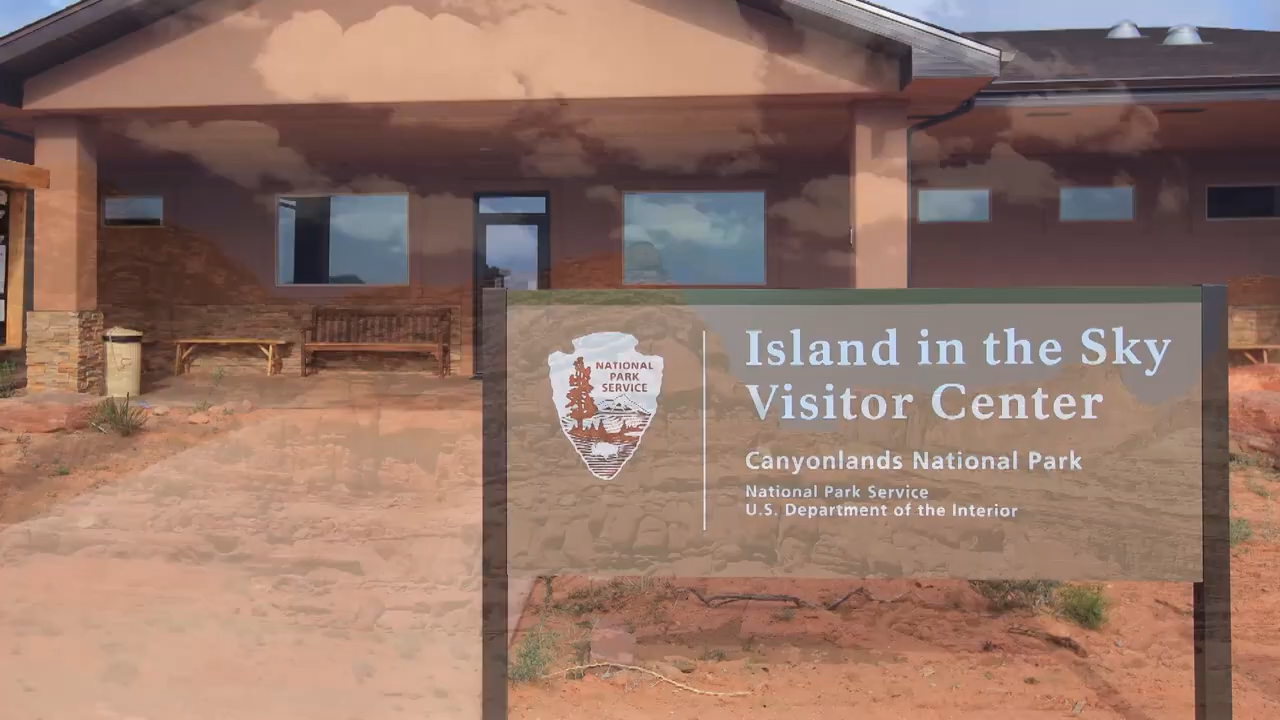 NATIONAL
PARK
SERVICE
Island in the Sky
Visitor Center
Canyonlands National Park
National Park Service
U.S. Department of the Interior